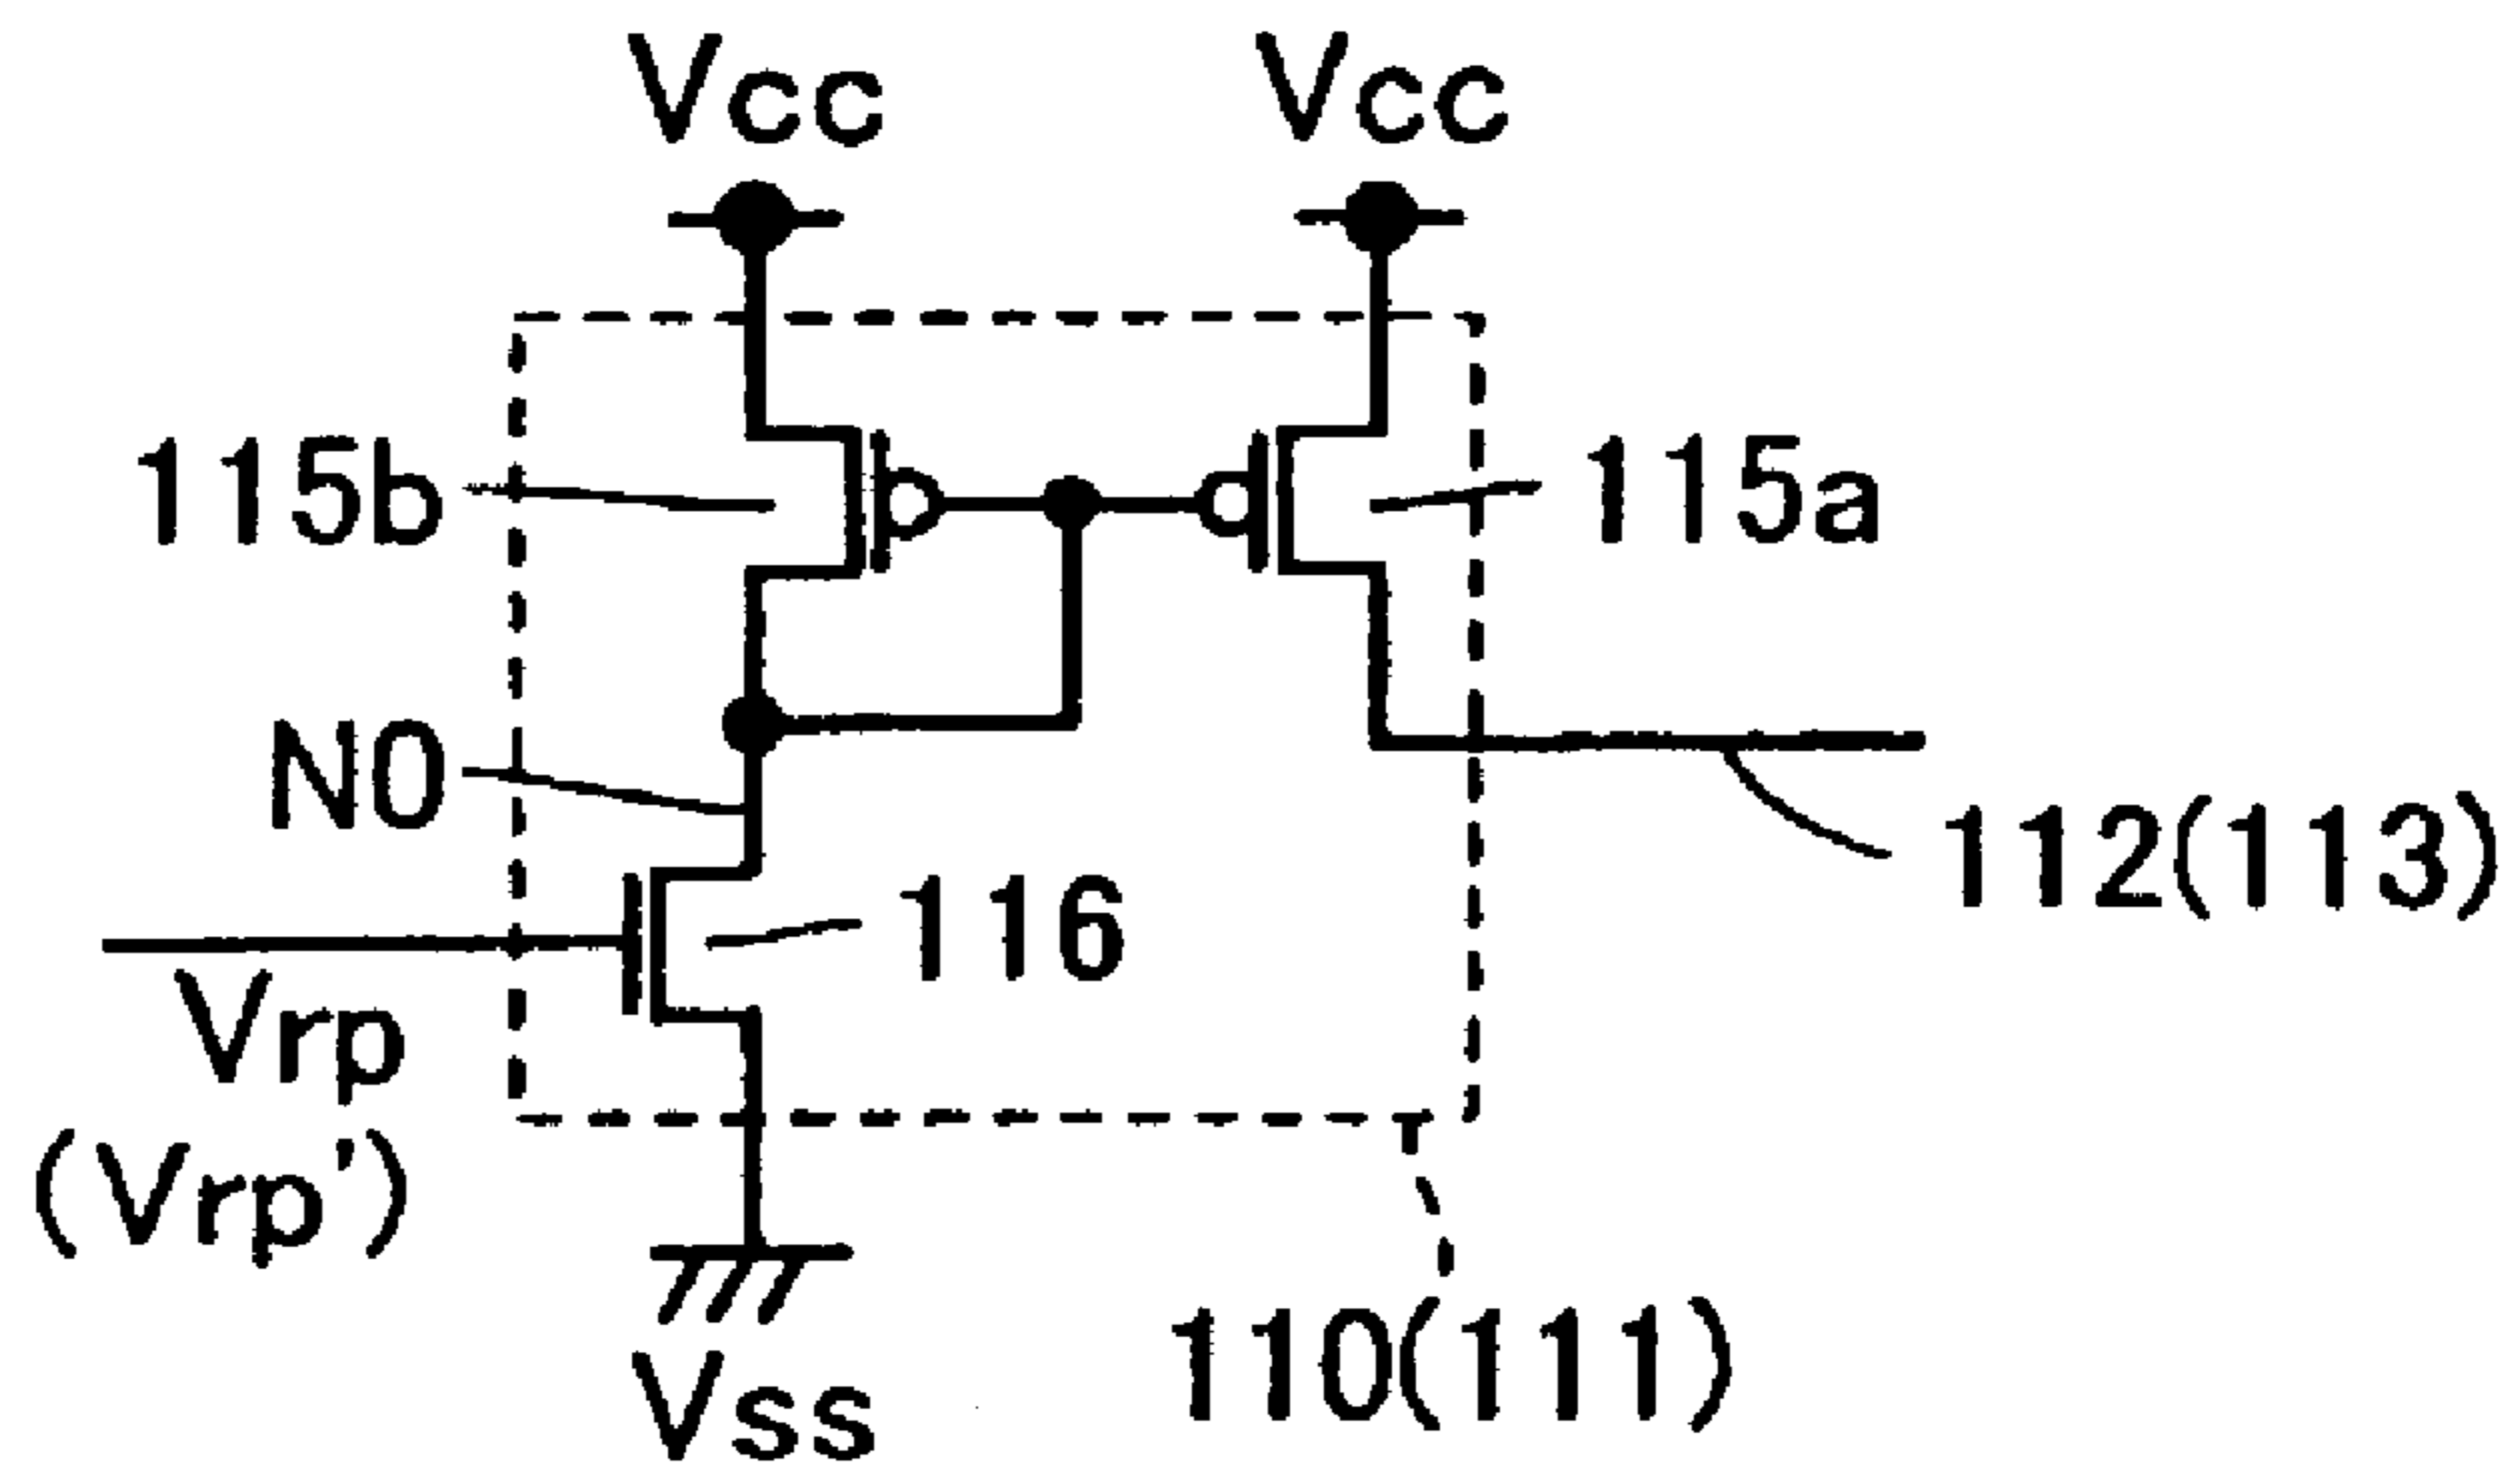 Vcc
Vcc
115b
115a
N0
112(113)
116
Vrp
(Vrp')
110(111)
Vss